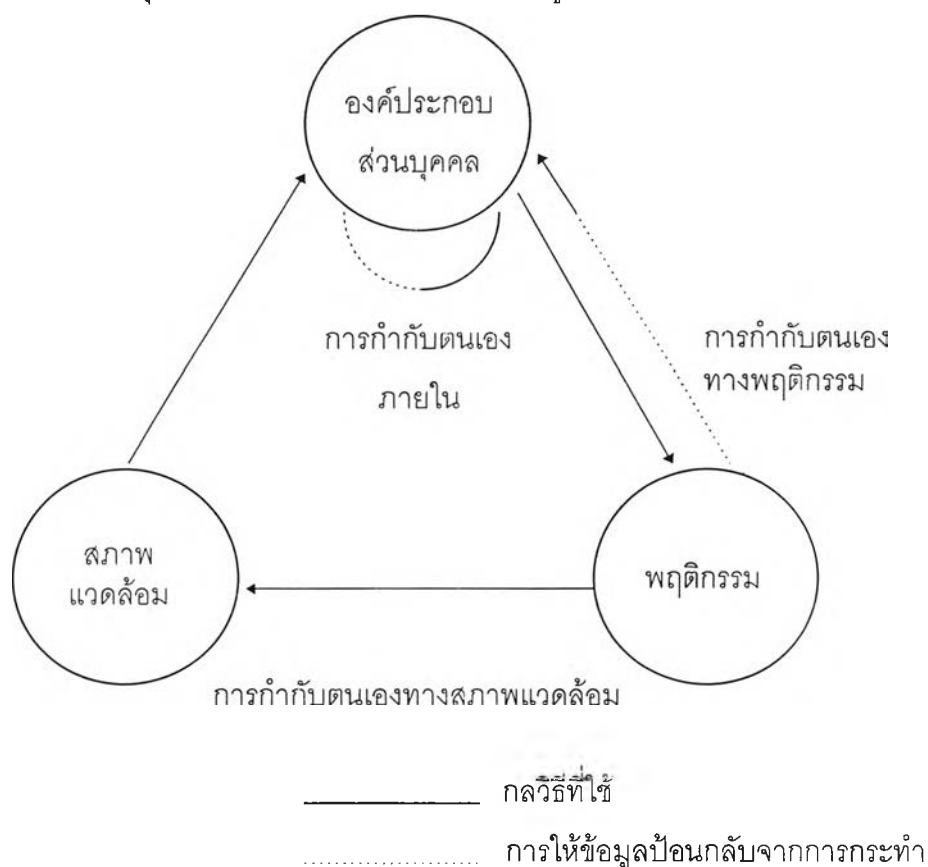 องค์ประกอบ
ส่วนบุคคล
การกำกับตนเอง
ภายใน
การกำกับตนเอง
ทางพฤติกรรม
สภาพ
แวดล้อม
พฤติกรรม
การกำกับตนเองทางสภาพแวดล้อม
กลวิธีที่ใช้
การให้ข้อมูลป้อนกลับจากการกระทำ